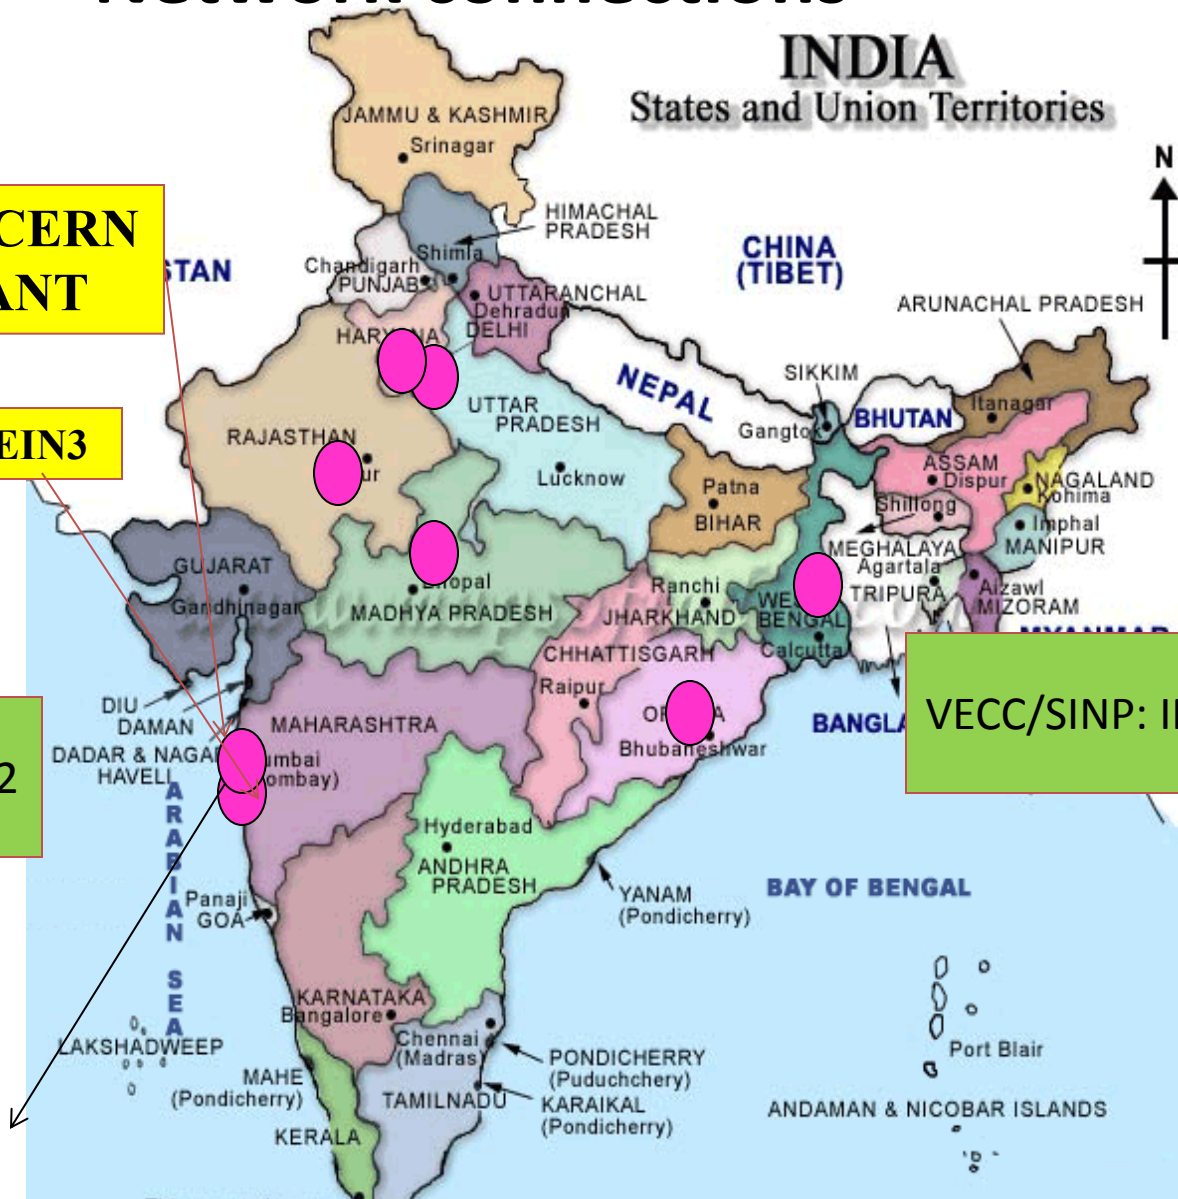 INDIA
States and Union Territories
JAMMU & KASHMIR
Srinagar
N
CERN
HIMACHAL
PRADESH
Shimla
CHINA
(TIBET)
Chandigarh
PUNJAB
UTTARANCHAL
Dehradun
DELHI
ARUNACHAL PRADESH
SIKKIM
NEPAL
BHUTAN
Itanagar
Gangtok
UTTAR
PRADESH
EIN3
RAJASTHAN
Lucknow
Patna
BIHAR
ASSAM
Dispur
NAGALAND
Kohima
Shillong
Imphal
MANIPUR
MEGHALAYA
Agartala
TRIPURA
Aizawl
MIZORAM
GUJARAT
Gandhinagar
MADHYA PRADESH
Ranchi
JHARKHAND
BENGAL
Calcutta
CHHATTISGARH
Raipur
Bhubaneshwar
VECC/SINP:
DIU
DAMAN
DADAR & NAGAR
HAVELI
MAHARASHTRA
2
ARABIAN SEA
Hyderabad
ANDHRA
PRADESH
YANAM
(Pondicherry)
BAY OF BENGAL
Panaji
GOA
KARNATAKA
Bangalore
Chennai
(Madras)
LAKSHADWEEP
MAHE
(Pondicherry)
PONDICHERRY
(Puduchchery)
KARAIKAL
(Pondicherry)
TAMILNADU
KERALA
Port Blair
ANDAMAN & NICOBAR ISLANDS